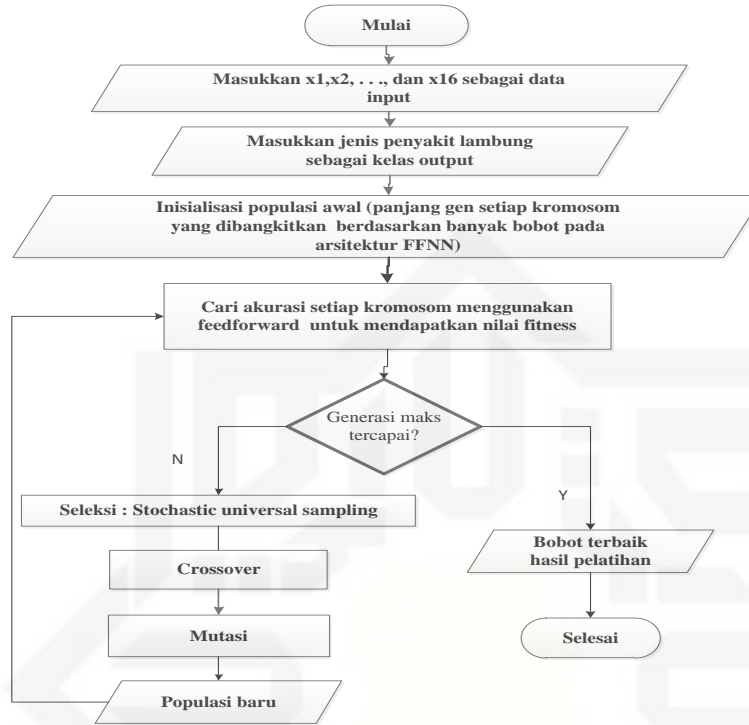 Mulai
Masukkan x1,x2, . . ., dan x16 sebagai data
input
Masukkan jenis penyakit lambung
sebagai kelas output
Inisialisasi populasi awal (panjang gen setiap kromosom
yang dibangkitkan berdasarkan banyak bobot pada
arsitektur FFNN)
Cari akurasi setiap kromosom menggunakan
feedforward untuk mendapatkan nilai fitness
Generasi maks
tercapai?
N
Y
Seleksi : Stochastic universal sampling
Crossover
Mutasi
Populasi baru
Bobot terbaik
hasil pelatihan
Selesai